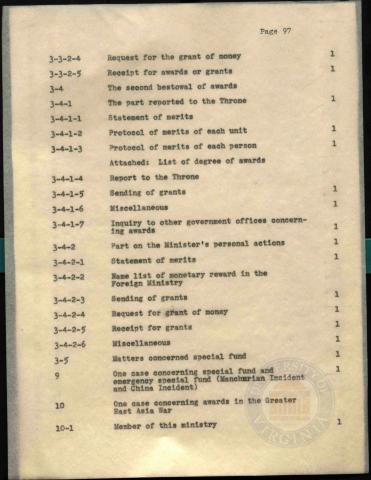 Page 97
3-3-2-4 Request for the grant of money 1
3-3-2-5 Receipt for awards or grants 1
3-4 The second bestowal of awards
3-4-1 The part reported to the Throne 1
3-4-1-1 Statement of merits
3-4-1-2 Protocol of merits of each unit 1
3-4-1-3 Protocol of merits of each person 1
Attached: List of degree of awards
3-4-1-4 Report to the Throne
3-4-1-5 Sending of grants 1
3-4-1-6 Miscellaneous 1
3-4-1-7 Inquiry to other government offices concern-
ing awards 1
3-4-2 Part on the Minister's personal actions 1
3-4-2-1 Statement of merits 1
3-4-2-2 Name list of monetary reward in the
Foreign Ministry 1
3-4-2-3 Sending of grants 1
3-4-2-4 Request for grant of money 1
3-4-2-5 Receipt for grants 1
3-4-2-6 Miscellaneous 1
3-5 Matters concerned special fund 1
9 One case concerning special fund and 1
emergency special fund (Manchurian Incident
and China Incident)
10 One case concerning awards in the Greater
East Asia War
10-1 Member of this ministry 1
VIRGINIA